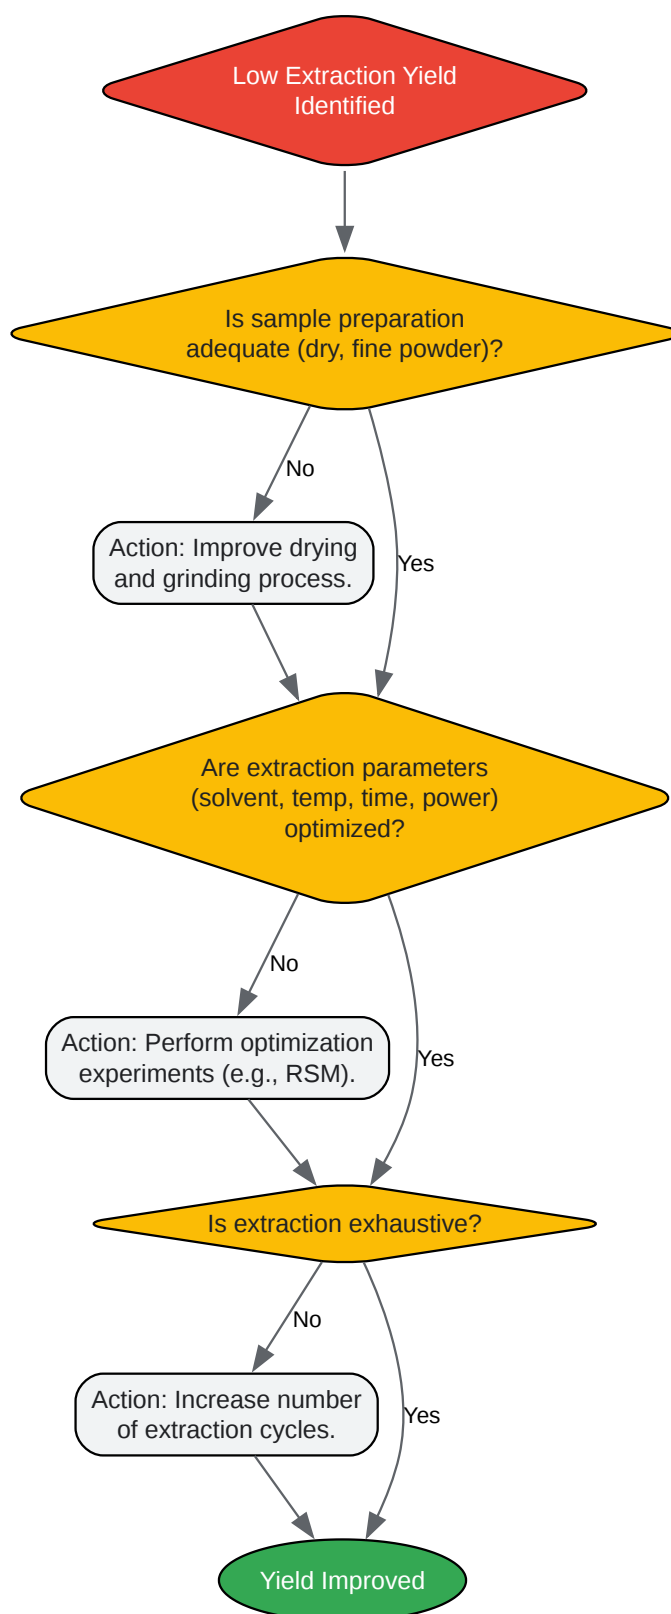 Low Extraction Yield
Identified
Is sample preparation
adequate (dry, fine powder)?
No
Action: Improve drying
and grinding process.
Yes
Are extraction parameters
(solvent, temp, time, power)
optimized?
No
Action: Perform optimization
experiments (e.g., RSM).
Yes
Is extraction exhaustive?
No
Action: Increase number
of extraction cycles.
Yes
Yield Improved